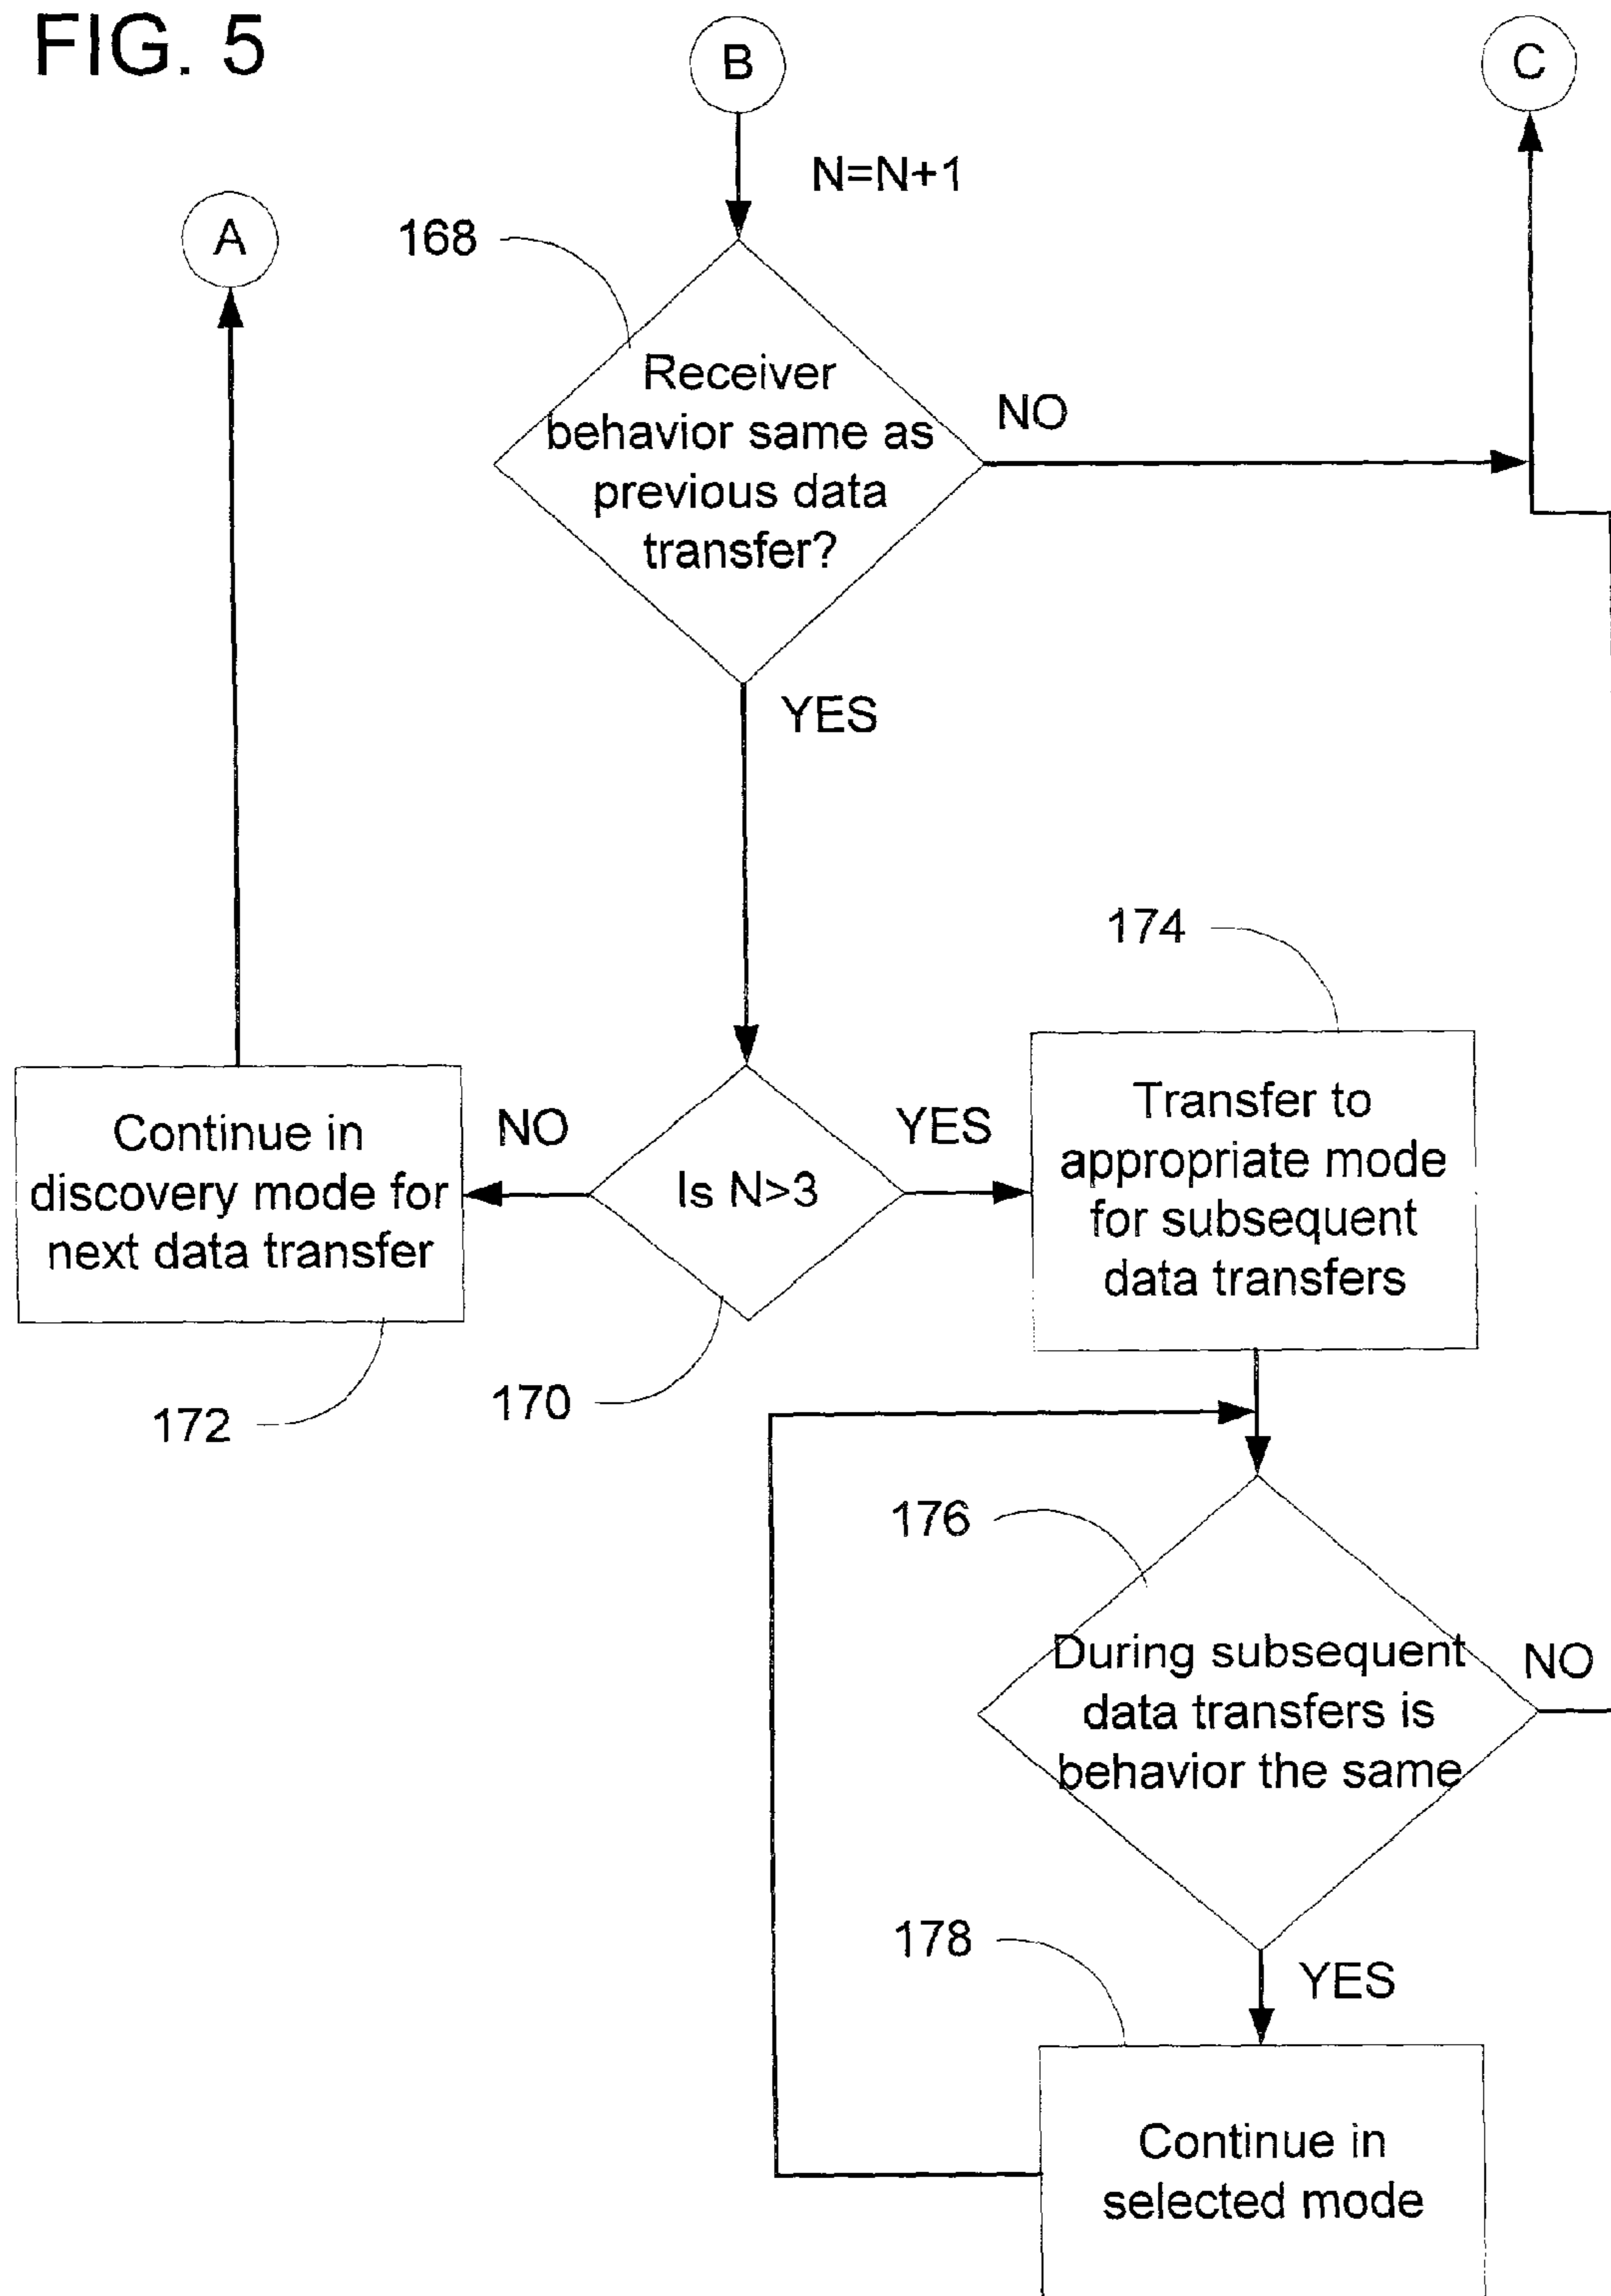 FIG. 5
B
C
N=N+1
A
168
Receiver
behavior same as
previous data
transfer?
NO
YES
174
Continue in
discovery mode for
next data transfer
NO
Is N>3
YES
Transfer to
appropriate mode
for subsequent
data transfers
172
170
176
During subsequent
data transfers is
behavior the same
NO
178
YES
Continue in
selected mode